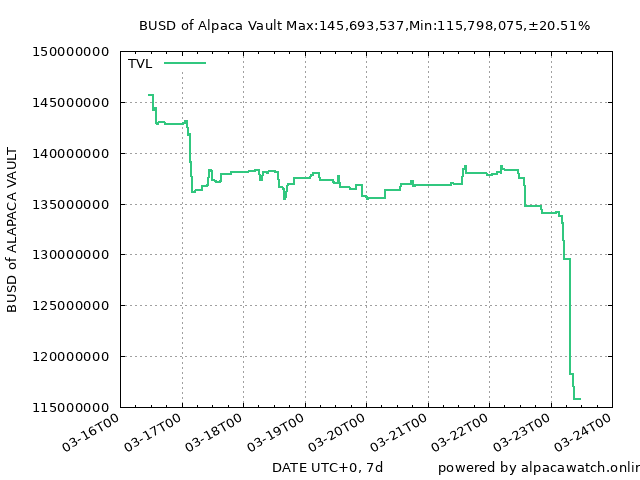 BUSD of Alpaca Vault Max:145,693,537,Min:115,798,075,±20.51%
TVL
150000000
145000000
140000000
135000000
130000000
125000000
120000000
115000000
BUSD of ALAPACA VAULT
03-16T00
03-17T00
03-18T00
03-19T00
03-20T00
03-21T00
03-22T00
03-23T00
03-24T00
DATE UTC+0, 7d
powered by alpacawatch.onlin